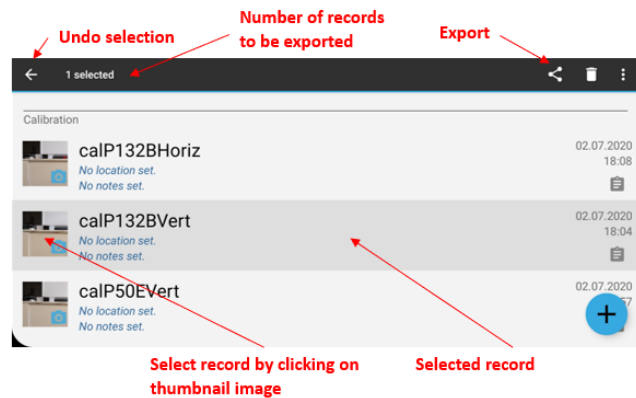 Number of records
to be exported
Undo selection
Export
1 selected
Calibration
calP132BHoriz
No location set.
No notes set.
02.07.2020
18:08
calP132BVert
No location set.
No notes set.
02.07.2020
18:04
calP50EVert
No location set.
No notes set.
02.07.2020
Select record by clicking on
thumbnail image
Selected record